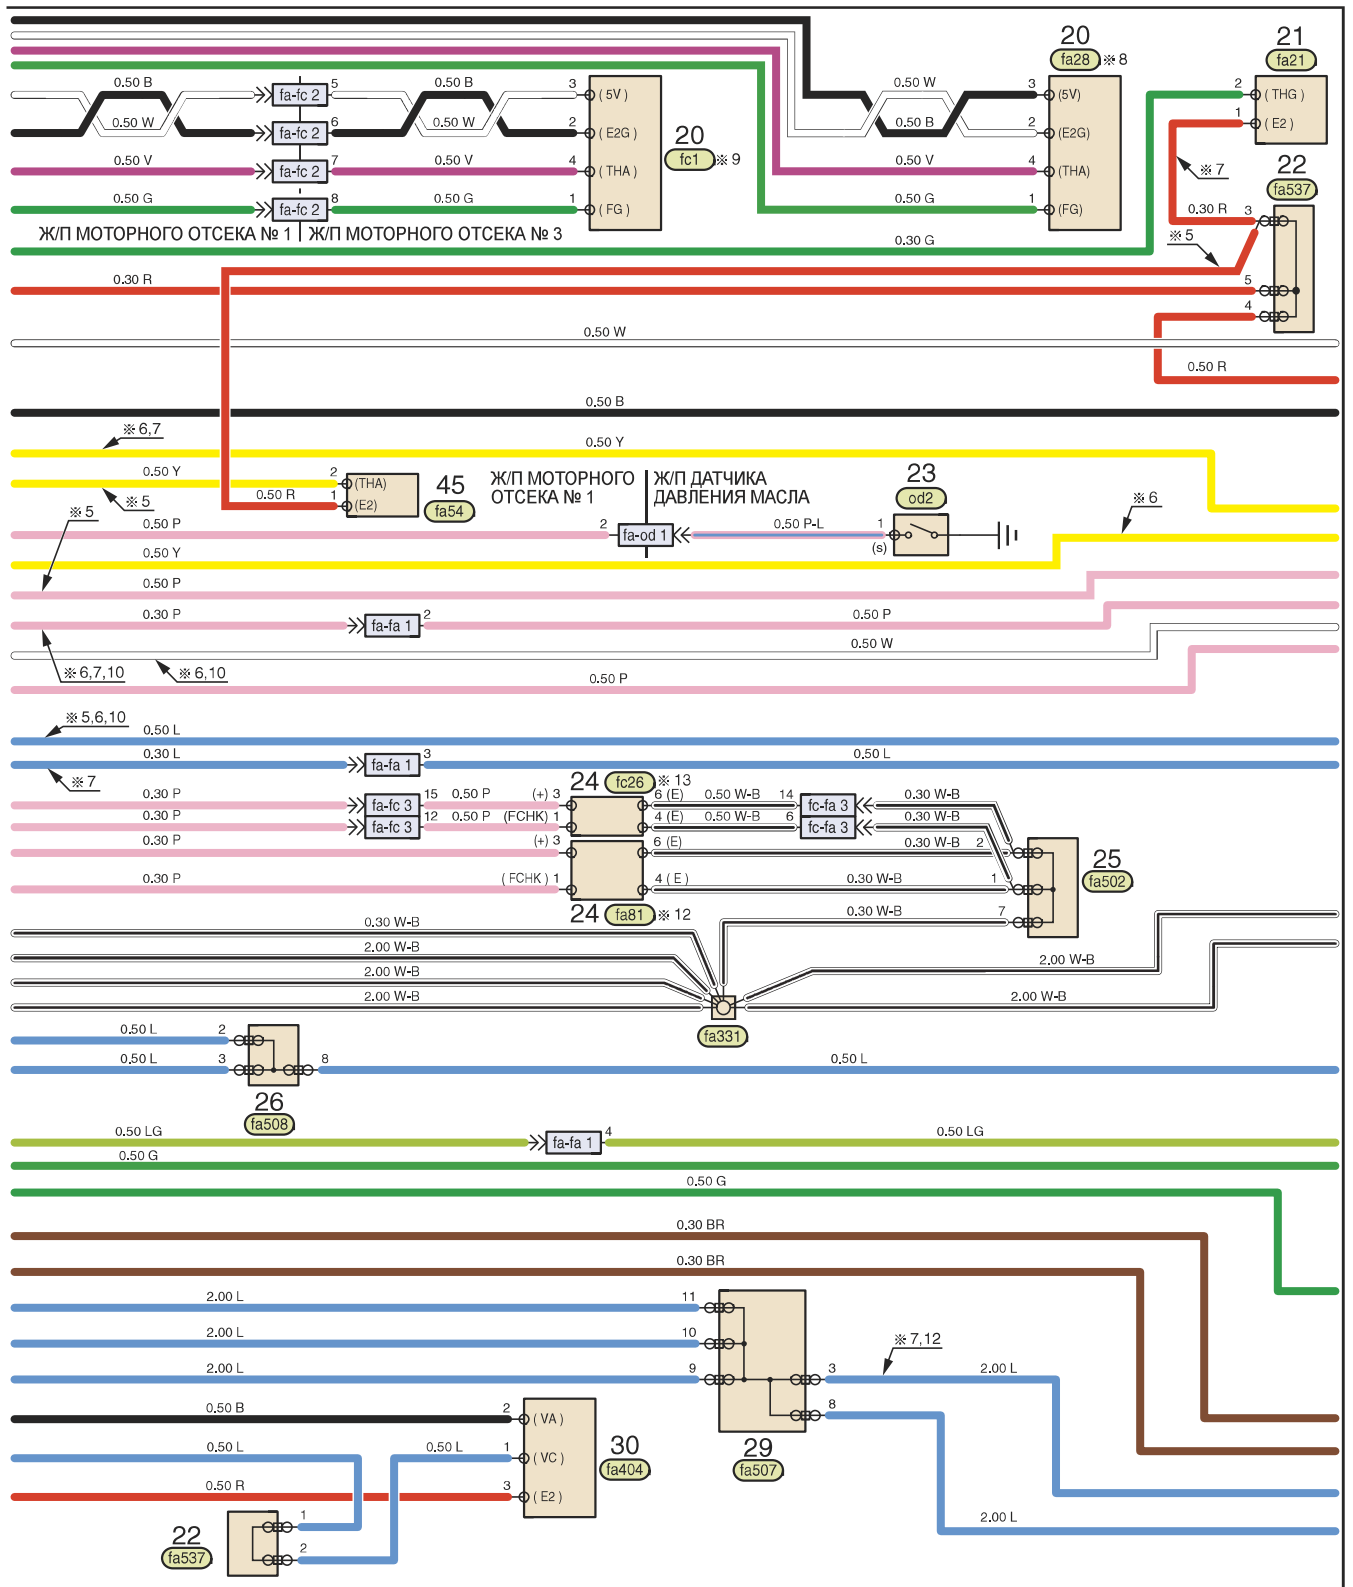 20
fa28 ※ 8
21
fa21
0.50 B
fa-fc 2
5
0.50 B
3
(5V)
0.50 W
3
(5V)
2
(THG)
0.50 W
fa-fc 2
6
0.50 W
2
(E2G)
20
fc1 ※ 9
0.50 B
2
(E2G)
1
(E2)
0.50 V
fa-fc 2
7
0.50 V
4
(THA)
0.50 V
4
(THA)
※ 7
22
fa537
0.50 G
fa-fc 2
8
0.50 G
1
(FG)
0.50 G
1
(FG)
0.30 R
3
Ж/П МОТОРНОГО ОТСЕКА № 1
Ж/П МОТОРНОГО ОТСЕКА № 3
0.30 G
※ 5
0.30 R
5
4
0.50 W
0.50 R
0.50 B
※ 6,7
0.50 Y
0.50 Y
2
(THA)
45
fa54
※ 5
0.50 R
1
(E2)
Ж/П МОТОРНОГО
ОТСЕКА № 1
Ж/П ДАТЧИКА
ДАВЛЕНИЯ МАСЛА
23
od2
※ 5
0.50 P
2
fa-od 1
0.50 P-L
1
(s)
※ 6
0.50 Y
0.50 P
0.30 P
fa-fa 1
2
0.50 P
0.50 W
※ 6,7,10
※ 6,10
0.50 P
※ 5,6,10
0.50 L
0.30 L
fa-fa 1
3
0.50 L
※ 7
24
fc26 ※ 13
0.30 P
fa-fc 3
15
0.50 P
(+) 3
6 (E)
0.50 W-B
14
fc-fa 3
0.30 W-B
0.30 P
fa-fc 3
12
0.50 P
(FCHK) 1
4 (E)
0.50 W-B
6
fc-fa 3
0.30 W-B
0.30 P
(+) 3
6 (E)
0.30 W-B
2
25
fa502
0.30 P
(FCHK) 1
4 (E)
0.30 W-B
1
24
fa81 ※ 12
0.30 W-B
7
0.30 W-B
2.00 W-B
2.00 W-B
2.00 W-B
2.00 W-B
2.00 W-B
fa331
0.50 L
2
0.50 L
3
8
0.50 L
26
fa508
0.50 LG
fa-fa 1
4
0.50 LG
0.50 G
0.50 G
0.30 BR
0.30 BR
2.00 L
11
2.00 L
10
2.00 L
9
3
※ 7,12
2.00 L
8
29
fa507
2.00 L
0.50 B
2
(VA)
0.50 L
0.50 L
1
(VC)
30
fa404
0.50 R
3
(E2)
22
fa537
1
2